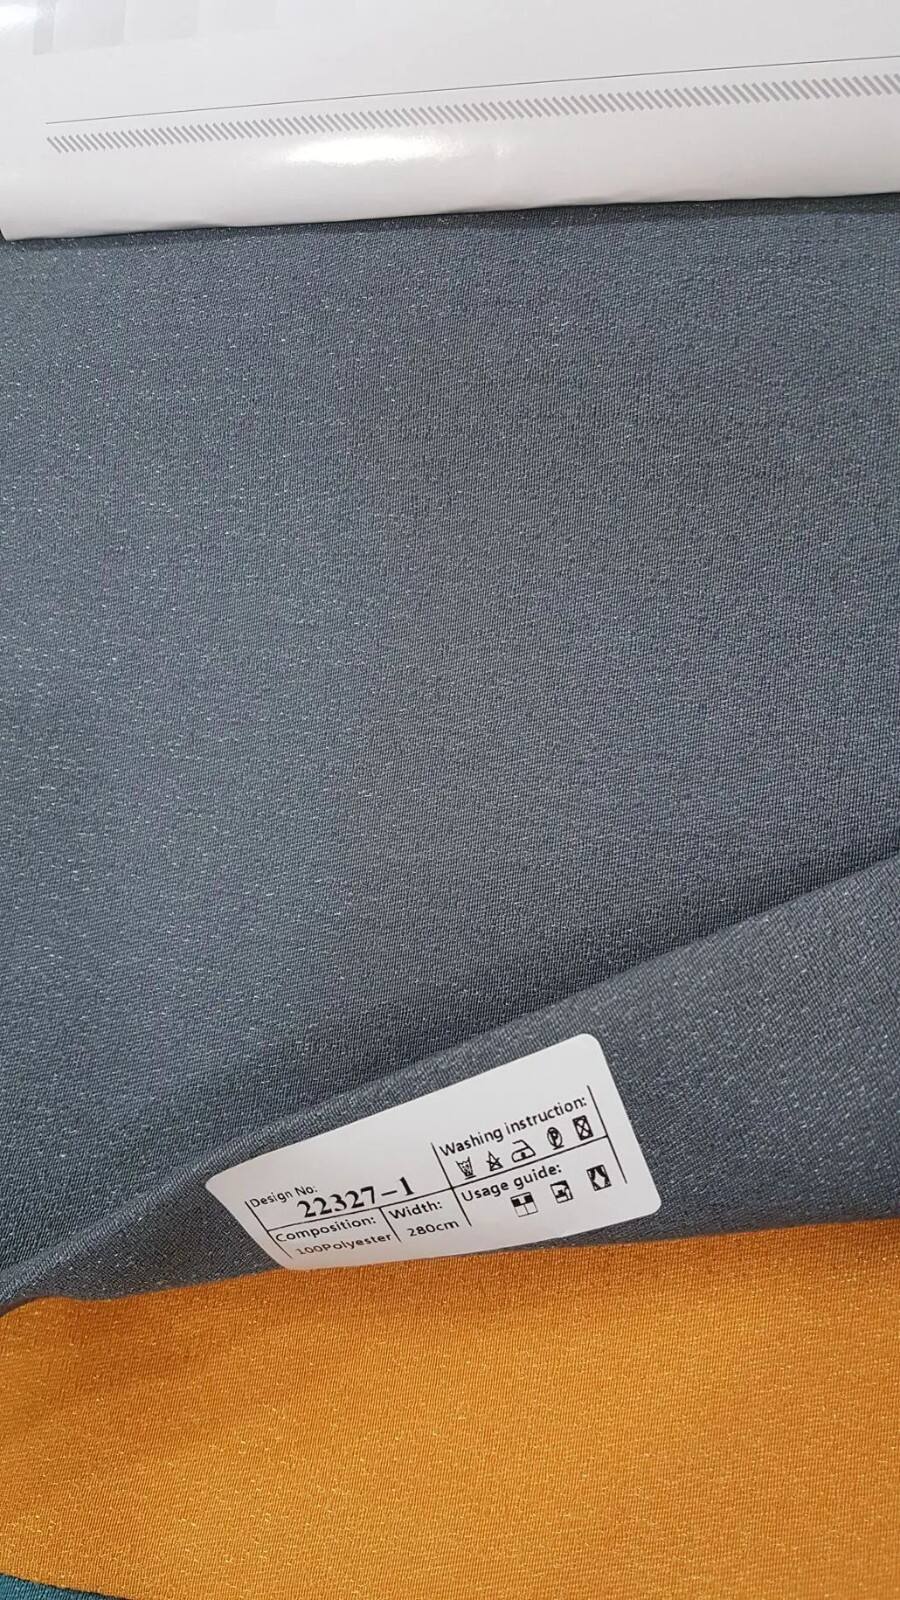 Design No:
22327-1
Composition:
100Polyester
Width:
280cm
Washing instruction:
Usage guide: